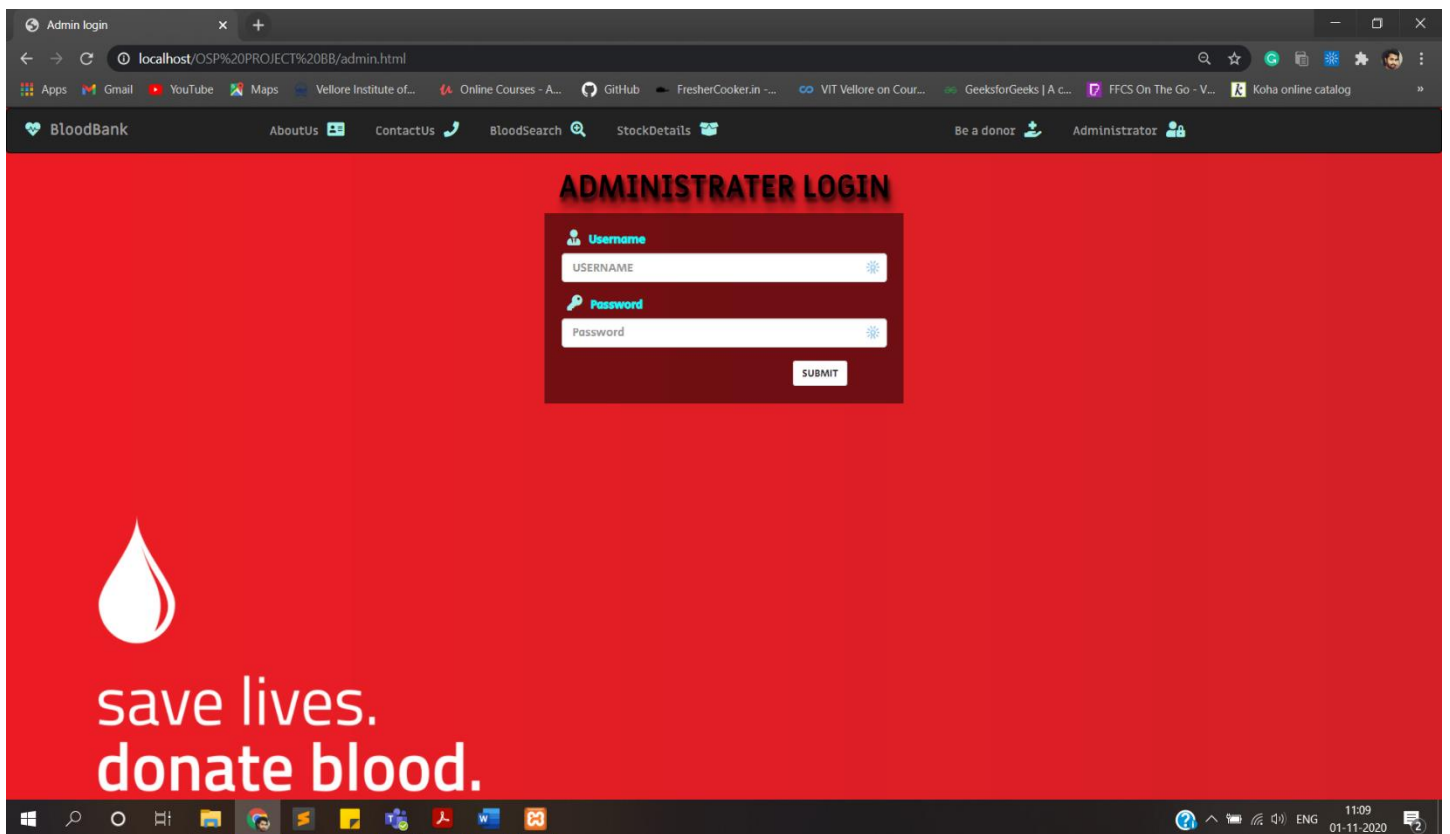 Admin login
localhost/OSP%20PROJECT%20BB/admin.html
Apps Gmail YouTube Maps Vellore Institute of... Online Courses - A... GitHub FresherCooker.in -... VIT Vellore on Cour... GeeksforGeeks | A c... FFCS On The Go - V... Koha online catalog »
BloodBank AboutUs ContactUs BloodSearch StockDetails Be a donor Administrator
ADMINISTRATER LOGIN
Username
USERNAME
Password
Password
SUBMIT
save lives.
donate blood.
ENG 11:09
01-11-2020 2